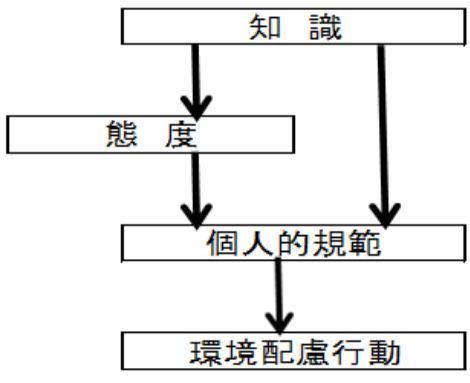 知 識
態 度
個人的規範
環境配慮行動